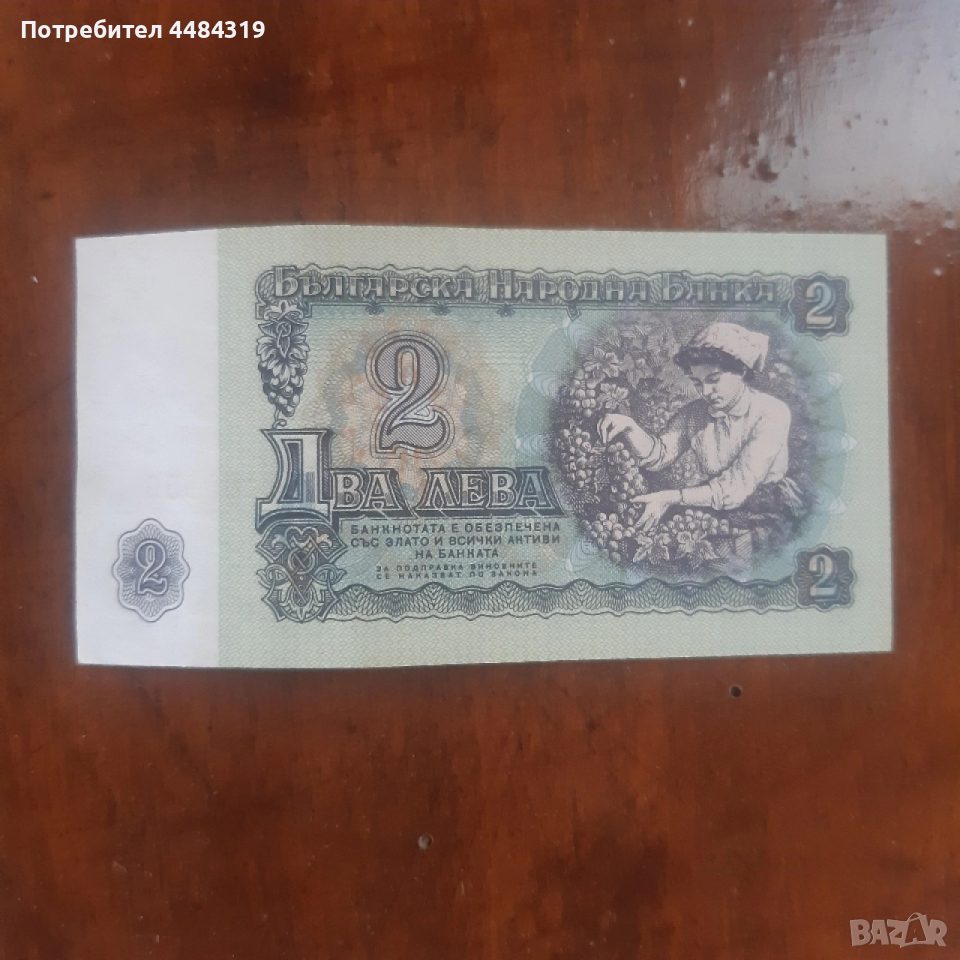 Потребител 4484319
Българска Народна Банка 2
2
Два лева
Банкнотата е обезпечена
със злато и всички активи
на банката
За подправка виновните
се наказват по закона
2
2
BAZAR